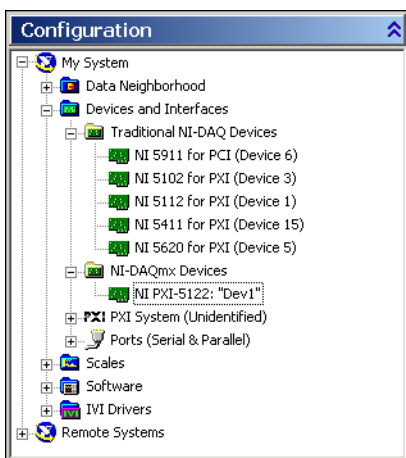 Configuration
My System
Data Neighborhood
Devices and Interfaces
Traditional NI-DAQ Devices
NI 5911 for PCI (Device 6)
NI 5102 for PXI (Device 3)
NI 5112 for PXI (Device 1)
NI 5411 for PXI (Device 15)
NI 5620 for PXI (Device 5)
NI-DAQmx Devices
NI PXI-5122: "Dev1"
PXI PXI System (Unidentified)
Ports (Serial & Parallel)
Scales
Software
IVI Drivers
Remote Systems